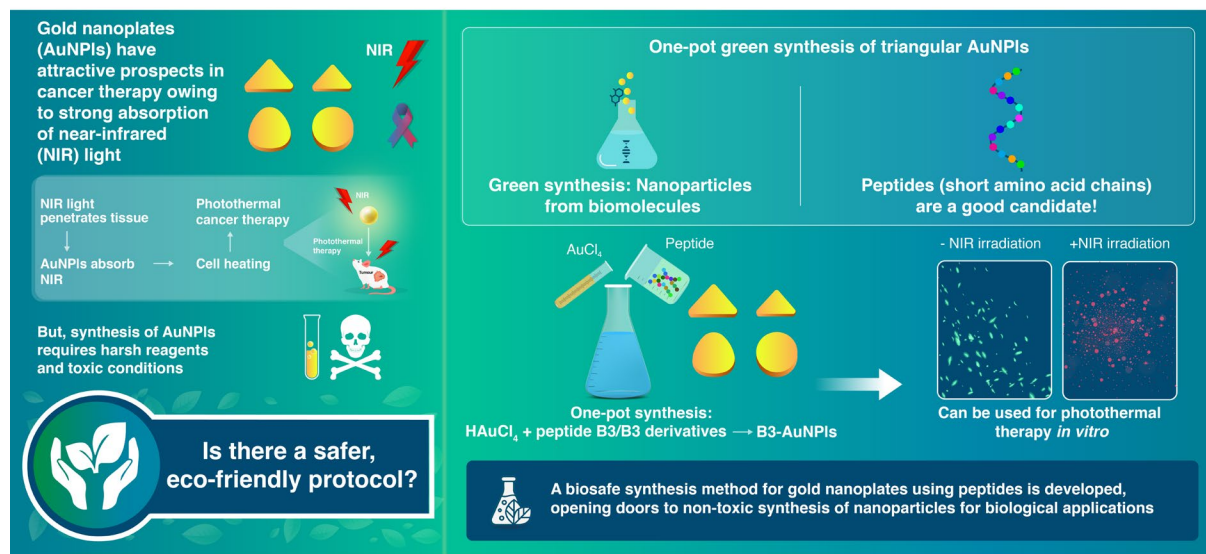 Gold nanoplates
(AuNPls) have
attractive prospects in
cancer therapy owing
to strong absorption
of near-infrared
(NIR) light
NIR
NIR light
penetrates tissue
AuNPls absorb
NIR
Cell heating
Photothermal
cancer therapy
NIR
Photothermal
therapy
Tumour
But, synthesis of AuNPls
requires harsh reagents
and toxic conditions
Is there a safer,
eco-friendly protocol?
One-pot green synthesis of triangular AuNPls
Green synthesis: Nanoparticles
from biomolecules
Peptides (short amino acid chains)
are a good candidate!
AuCl₄
Peptide
One-pot synthesis:
HAuCl₄ + peptide B3/B3 derivatives → B3-AuNPls
- NIR irradiation
+NIR irradiation
Can be used for photothermal
therapy in vitro
A biosafe synthesis method for gold nanoplates using peptides is developed,
opening doors to non-toxic synthesis of nanoparticles for biological applications